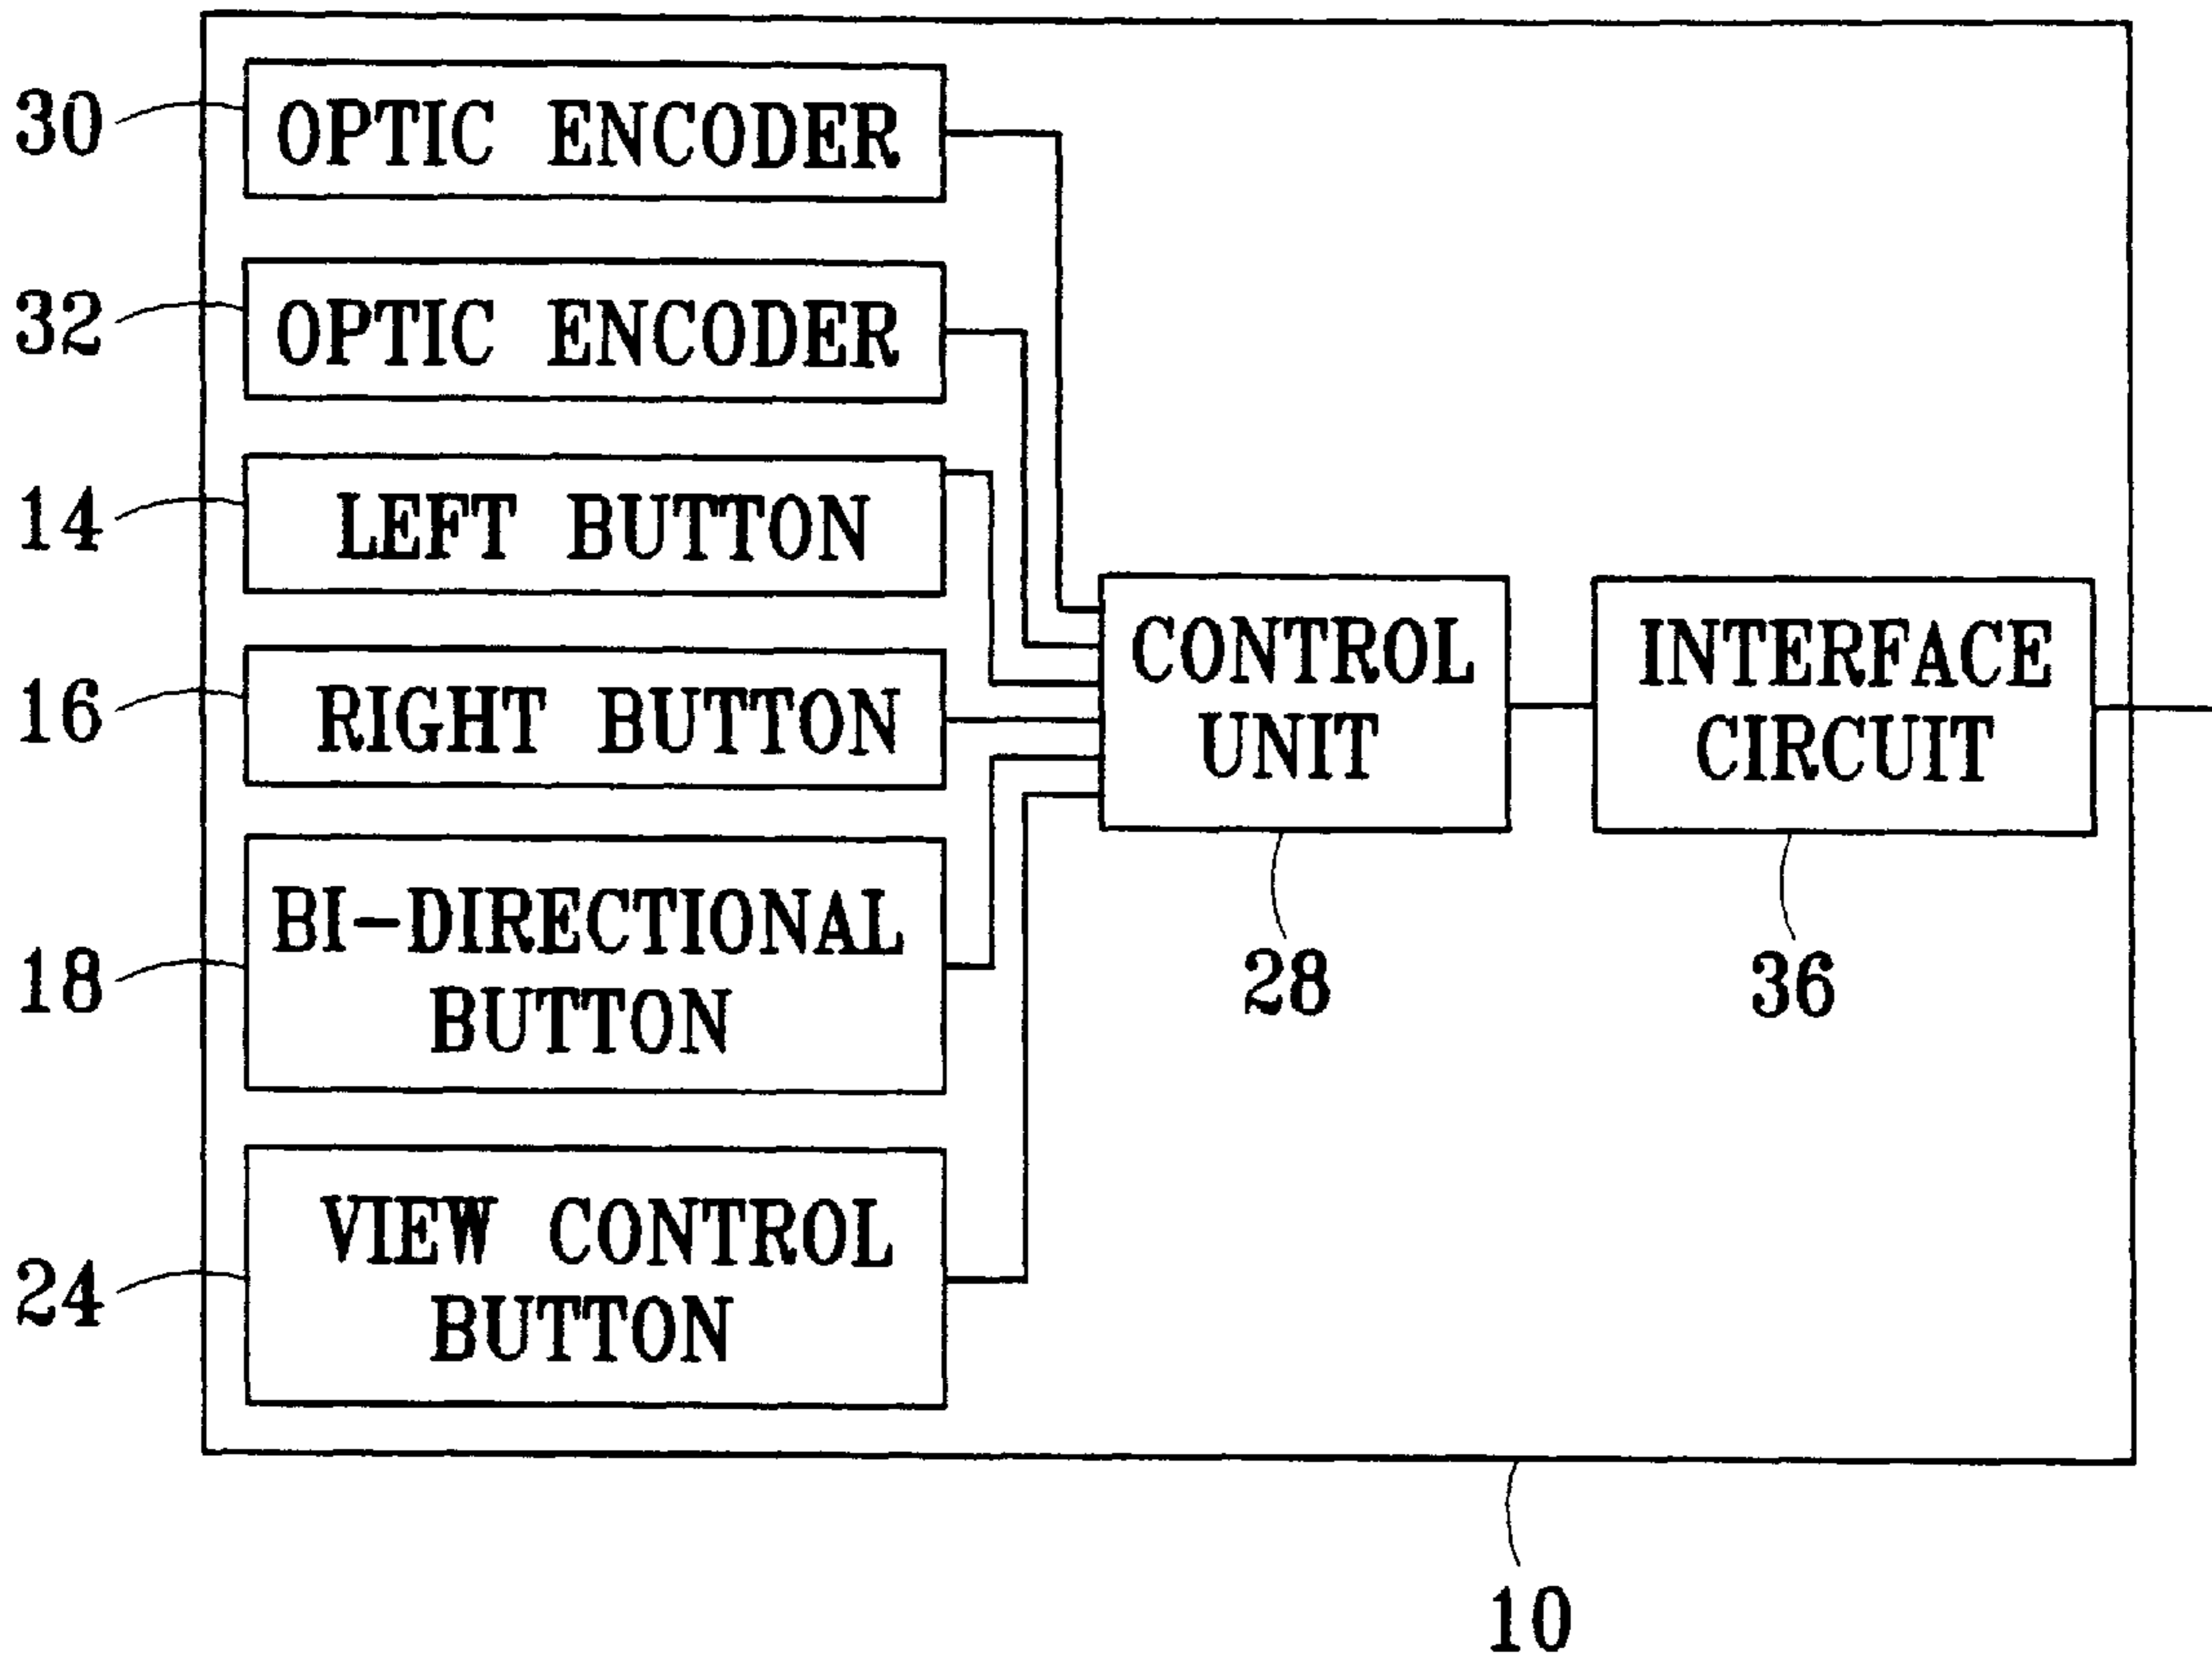 30
OPTIC ENCODER
32
OPTIC ENCODER
14
LEFT BUTTON
16
RIGHT BUTTON
18
BI-DIRECTIONAL
BUTTON
24
VIEW CONTROL
BUTTON
CONTROL
UNIT
28
INTERFACE
CIRCUIT
36
10